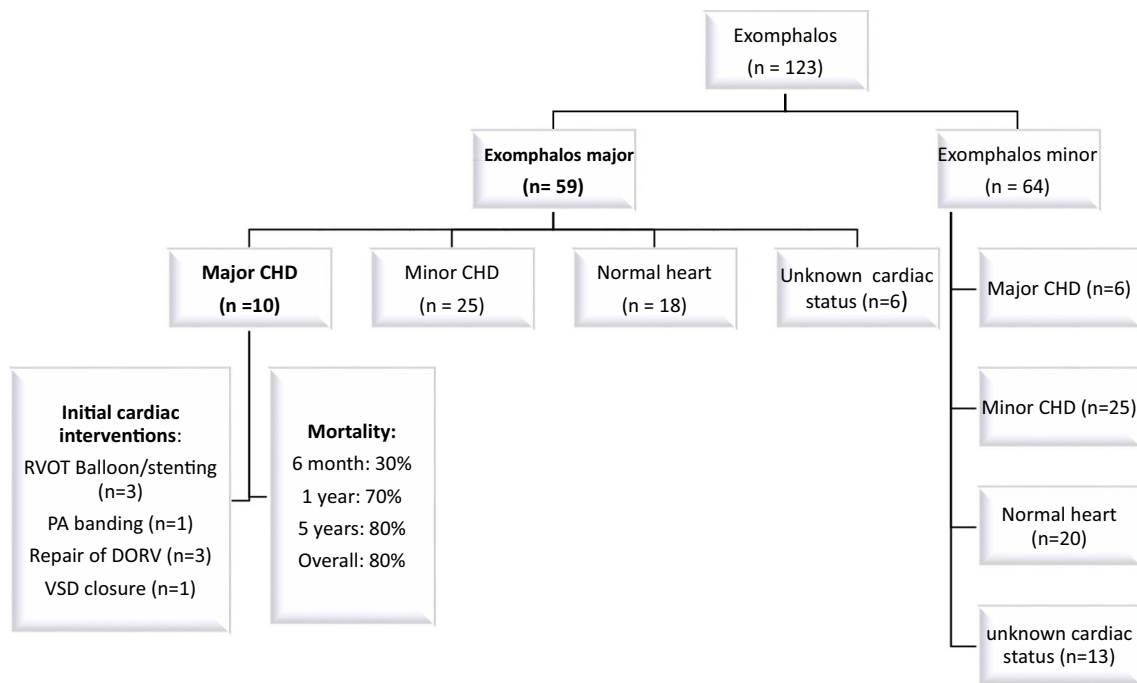 Exomphalos
(n = 123)
Exomphalos major
(n= 59)
Exomphalos minor
(n = 64)
Major CHD
(n =10)
Minor CHD
(n = 25)
Normal heart
(n = 18)
Unknown cardiac
status (n=6)
Initial cardiac
interventions:
RVOT Balloon/stenting
(n=3)
PA banding (n=1)
Repair of DORV (n=3)
VSD closure (n=1)
Mortality:
6 month: 30%
1 year: 70%
5 years: 80%
Overall: 80%
Major CHD (n=6)
Minor CHD (n=25)
Normal heart
(n=20)
unknown cardiac
status (n=13)